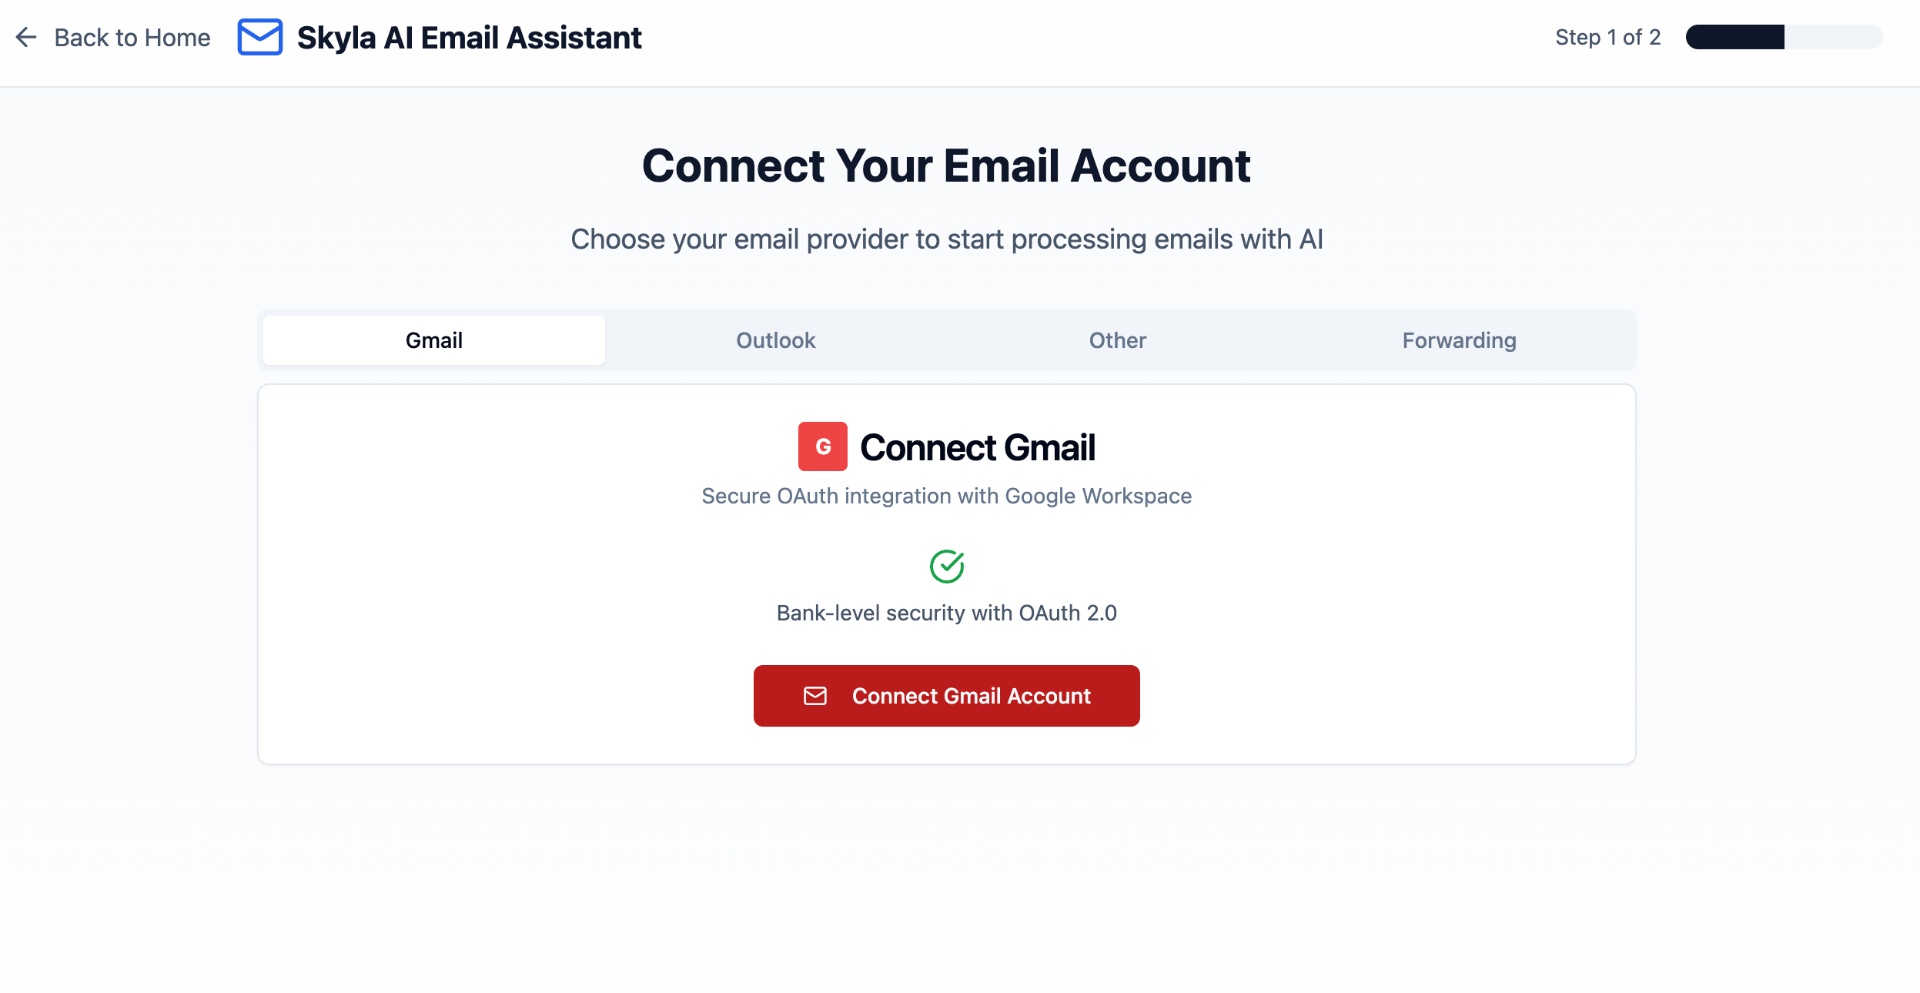 Back to Home
Skyla AI Email Assistant
Step 1 of 2
Connect Your Email Account
Choose your email provider to start processing emails with AI
Gmail
Outlook
Other
Forwarding
G
Connect Gmail
Secure OAuth integration with Google Workspace
Bank-level security with OAuth 2.0
Connect Gmail Account